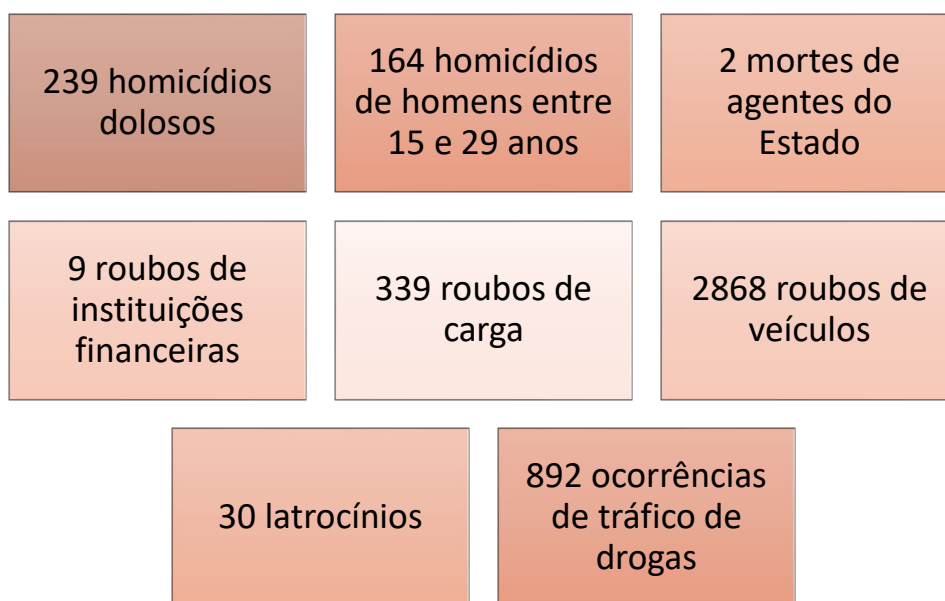 239 homicídios
dolosos
164 homicídios
de homens entre
15 e 29 anos
2 mortes de
agentes do
Estado
9 roubos de
instituições
financeiras
339 roubos de
carga
2868 roubos de
veículos
30 latrocínios
892 ocorrências
de tráfico de
drogas